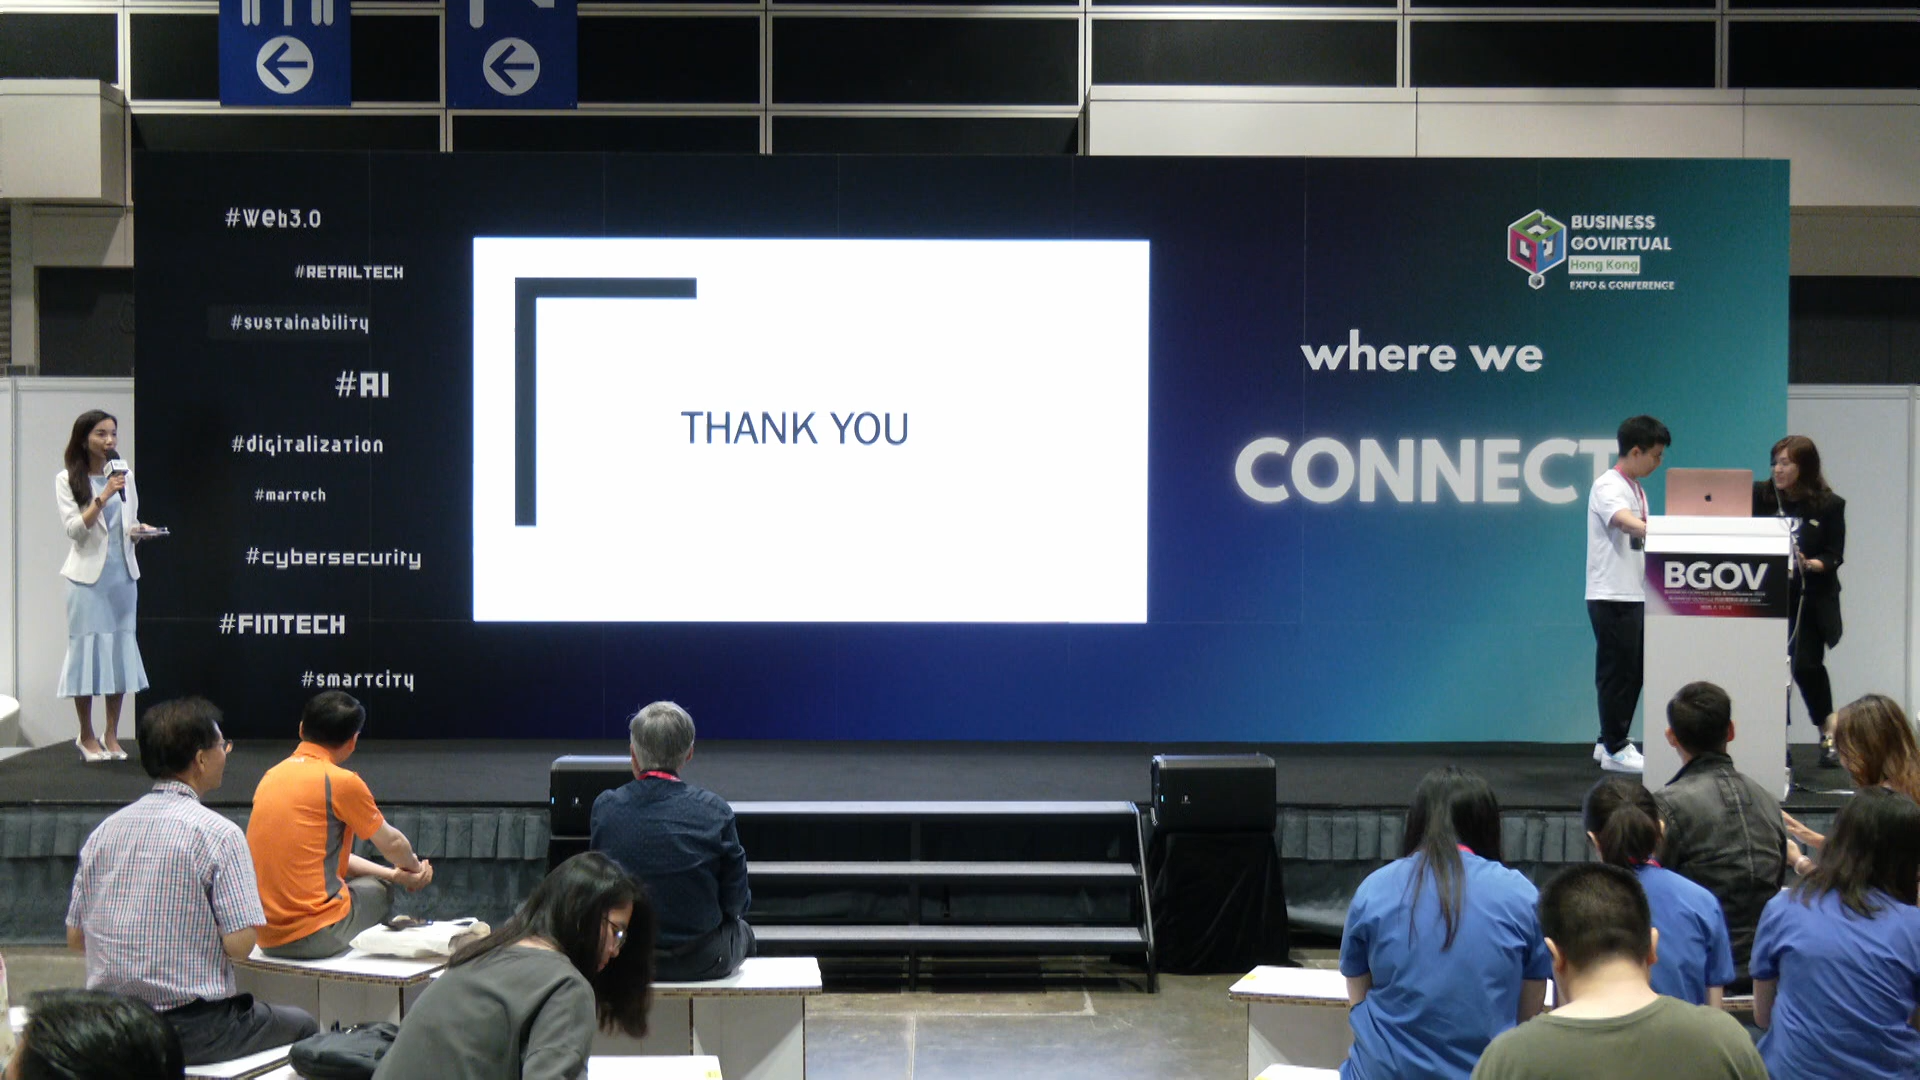 #Web3.0
#RETAILTECH
#sustainability
#AI
#digitalization
#martech
#cybersecurity
#FINTECH
#smartcity
THANK YOU
BUSINESS
GOVIRTUAL
Hong Kong
EXPO & CONFERENCE
where we
CONNECT
BGOV